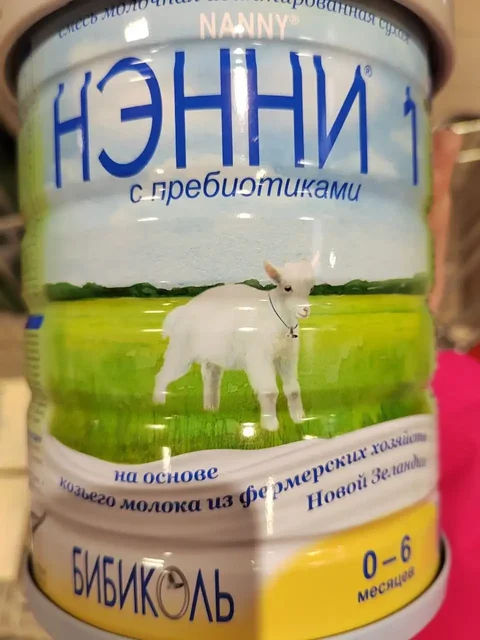 смесь молочная адаптированная сухая
NANNY®
НЭННИ® 1
с пребиотиками
на основе
козьего молока из фермерских хозяйств
Новой Зеландии
БИБИКОЛЬ
0–6
месяцев